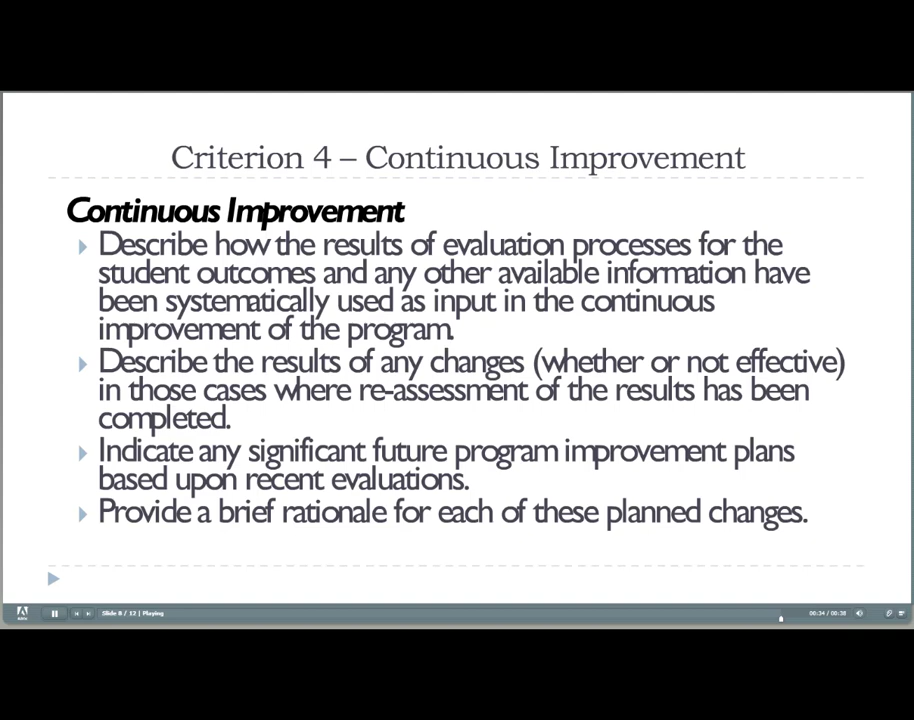 Criterion 4 – Continuous Improvement
Continuous Improvement
Describe how the results of evaluation processes for the
student outcomes and any other available information have
been systematically used as input in the continuous
improvement of the program.
Describe the results of any changes (whether or not effective)
in those cases where re-assessment of the results has been
completed.
Indicate any significant future program improvement plans
based upon recent evaluations.
Provide a brief rationale for each of these planned changes.
Slide 8 / 12 | Playing
00:34 / 00:38